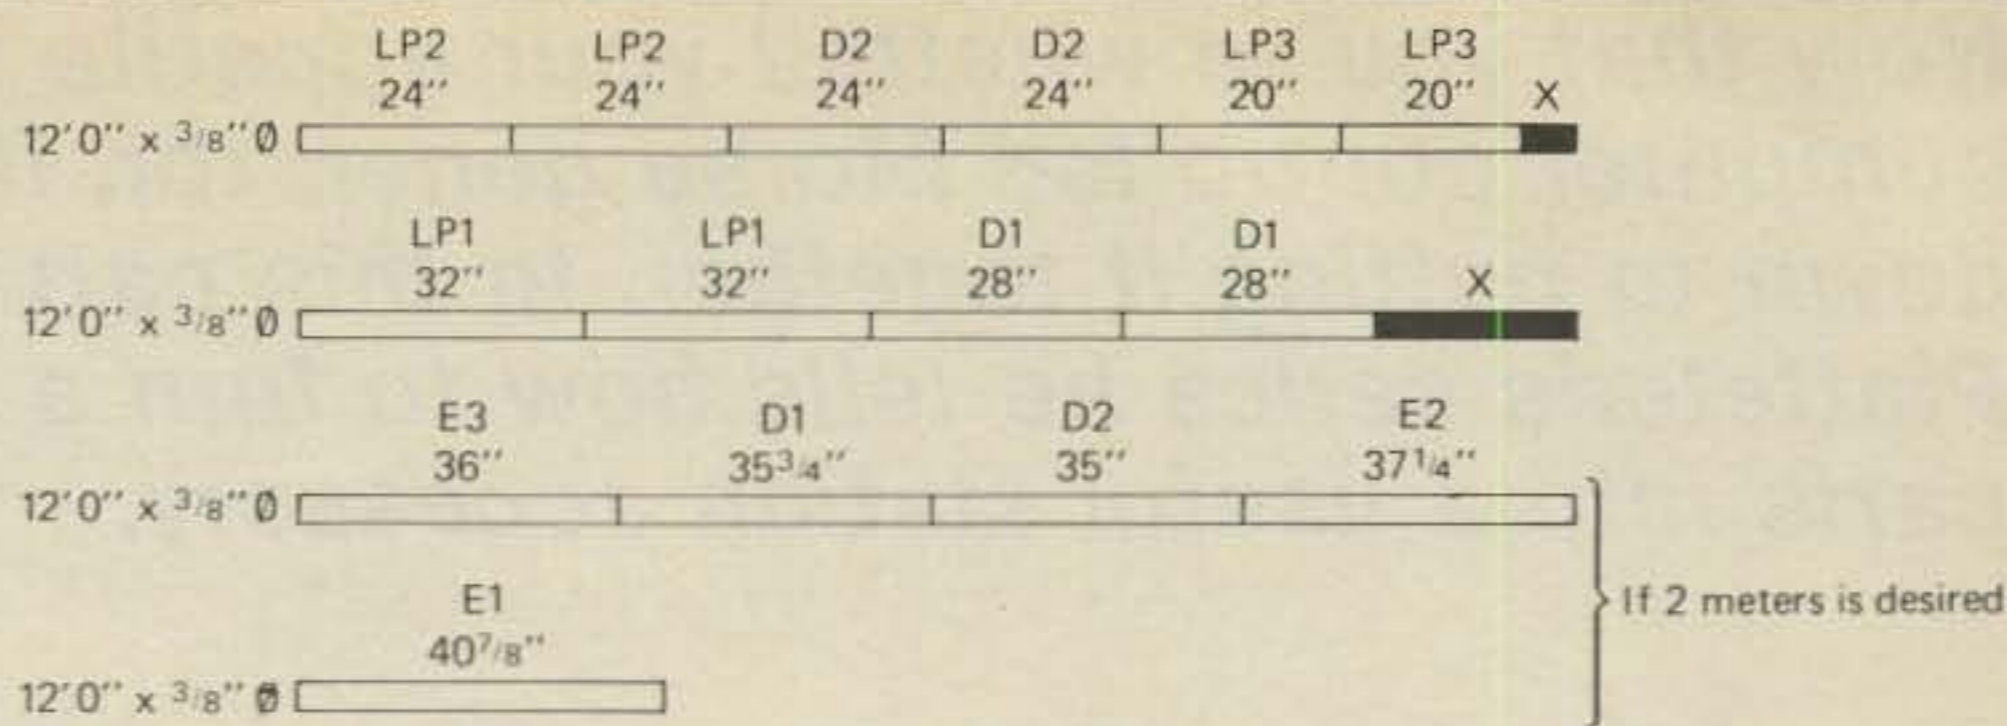 LP2 LP2 D2 D2 LP3 LP3
24'' 24'' 24'' 24'' 20'' 20'' X
12'0'' x 3/8'' Ø
LP1 LP1 D1 D1
32'' 32'' 28'' 28'' X
12'0'' x 3/8'' Ø
E3 D1 D2 E2
36'' 35 3/4'' 35'' 37 1/4''
12'0'' x 3/8'' Ø
E1
40 7/8''
If 2 meters is desired
12'0'' x 3/8'' Ø